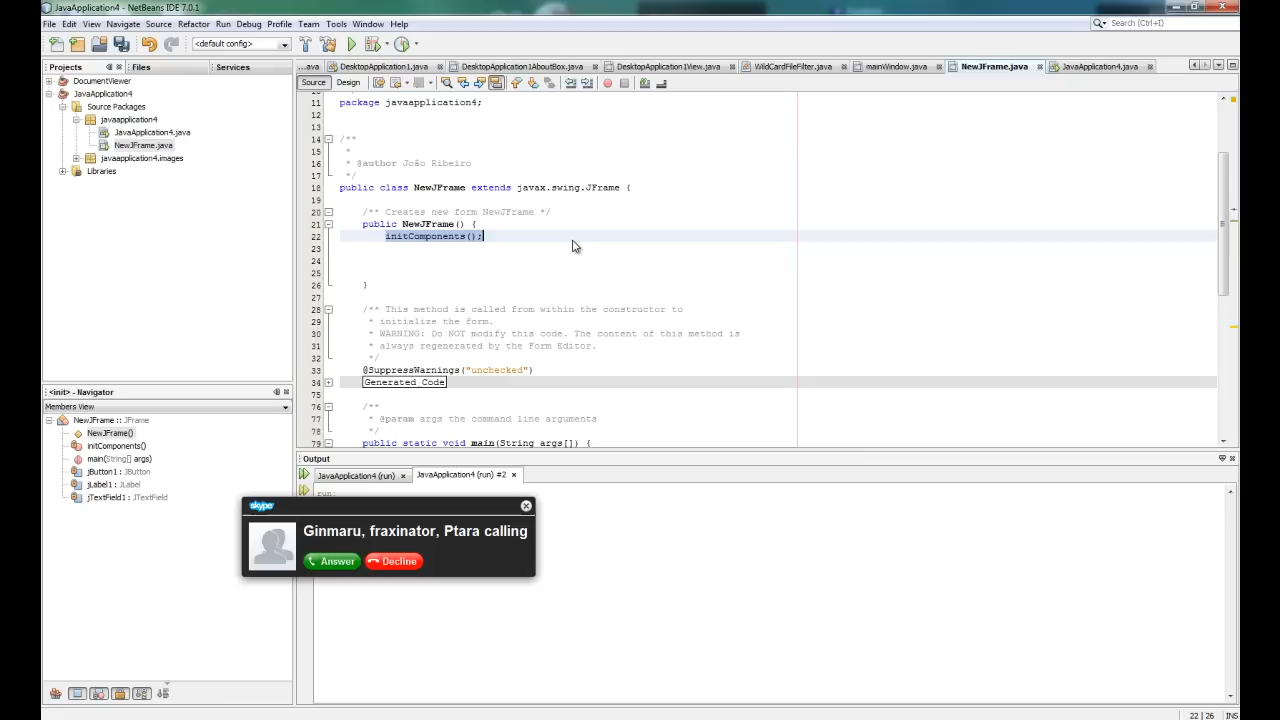 JavaApplication4 - NetBeans IDE 7.0.1
File Edit View Navigate Source Refactor Run Debug Profile Team Tools Window Help
Search (Ctrl+I)
<default config>
Projects Files Services
...ava DesktopApplication1.java DesktopApplication1AboutBox.java DesktopApplication1View.java WildCardFileFilter.java mainWindow.java NewJFrame.java JavaApplication4.java
Source Design
DocumentViewer
JavaApplication4
Source Packages
javaapplication4
JavaApplication4.java
NewJFrame.java
javaapplication4.images
Libraries
11 package javaapplication4;
12
13
14 /**
15 *
16 * @author João Ribeiro
17 */
18 public class NewJFrame extends javax.swing.JFrame {
19
20 /** Creates new form NewJFrame */
21 public NewJFrame() {
22 initComponents();
23
24
25
26 }
27
28 /** This method is called from within the constructor to
29 * initialize the form.
30 * WARNING: Do NOT modify this code. The content of this method is
31 * always regenerated by the Form Editor.
32 */
33 @SuppressWarnings("unchecked")
34 Generated Code
75
76 /**
77 * @param args the command line arguments
78 */
79 public static void main(String args[]) {
<init> - Navigator
Members View
NewJFrame :: JFrame
NewJFrame()
initComponents()
main(String[] args)
jButton1 : JButton
jLabel1 : JLabel
jTextField1 : JTextField
Output
JavaApplication4 (run) JavaApplication4 (run) #2
run:
skype
Ginmaru, fraxinator, Ptara calling
Answer Decline
22 | 26 INS